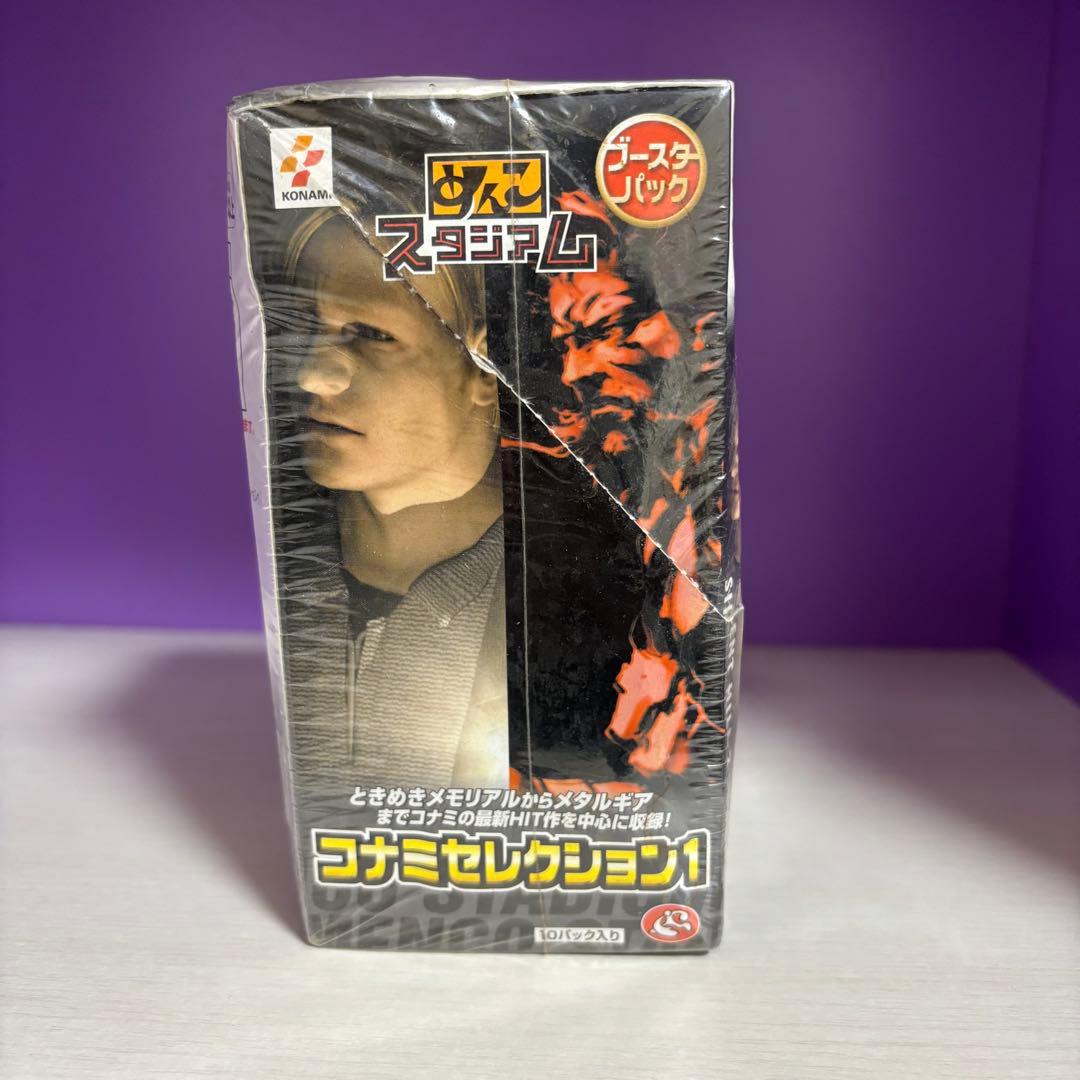 KONAMI
めんこ
スタジアム
ブースター
パック
ときめきメモリアルからメタルギア
までコナミの最新HIT作を中心に収録!
コナミセレクション1
10パック入り